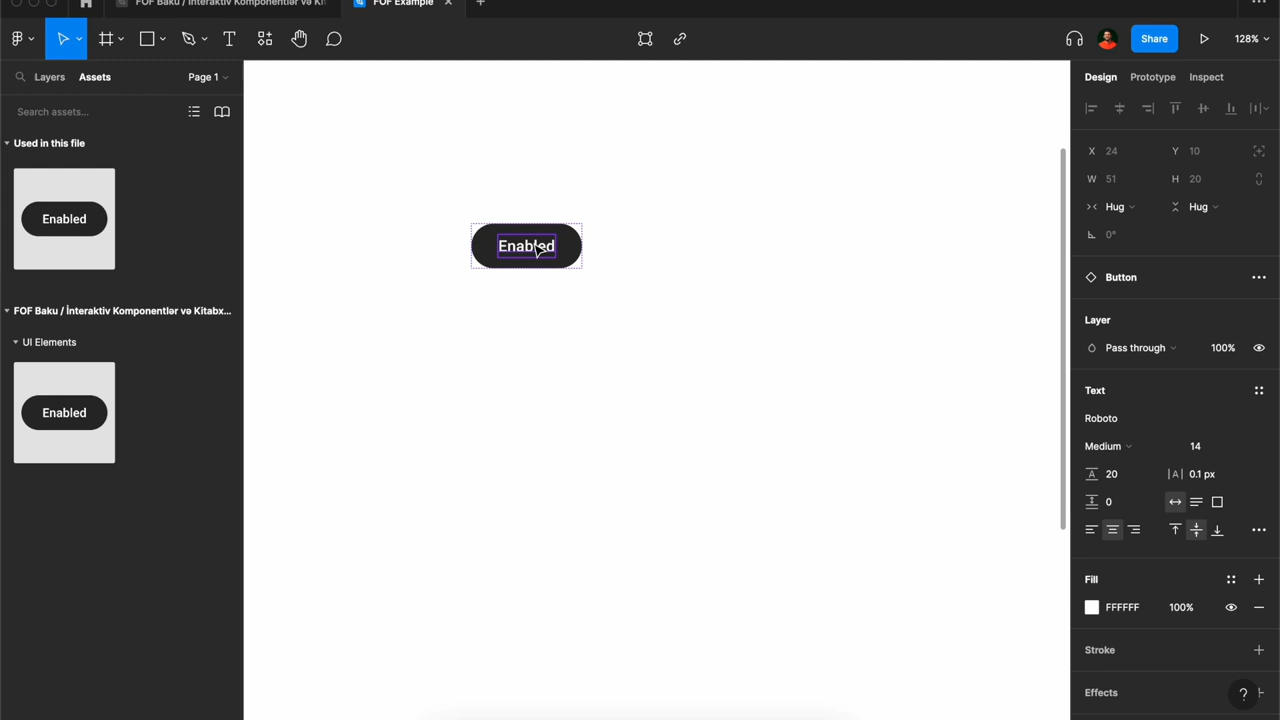 FOF Baku / İnteraktiv Komponentlər və Ki
FOF Example
Share
128%
Layers
Assets
Page 1
Search assets...
Used in this file
Enabled
FOF Baku / İnteraktiv Komponentlər və Kitabx...
UI Elements
Enabled
Enabled
Design
Prototype
Inspect
X 24
Y 10
W 51
H 20
Hug
Hug
0°
Button
Layer
Pass through
100%
Text
Roboto
Medium
14
20
0.1 px
0
Fill
FFFFFF
100%
Stroke
Effects
?